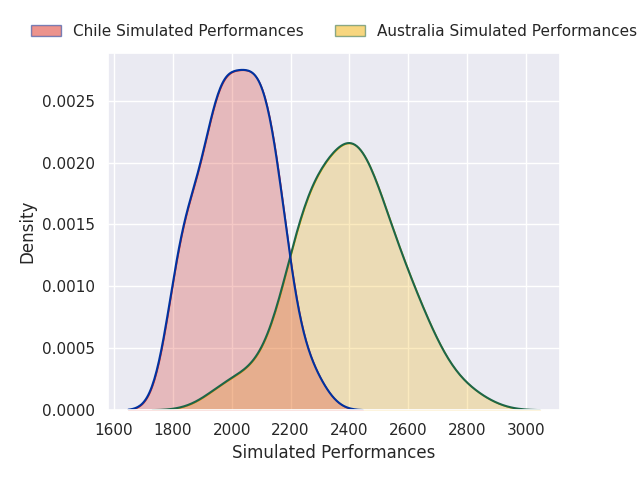 Chile Simulated Performances Australia Simulated Performances
0.0025
0.0020
0.0015
0.0010
0.0005
0.0000
Density
1600 1800 2000 2200 2400 2600 2800 3000
Simulated Performances